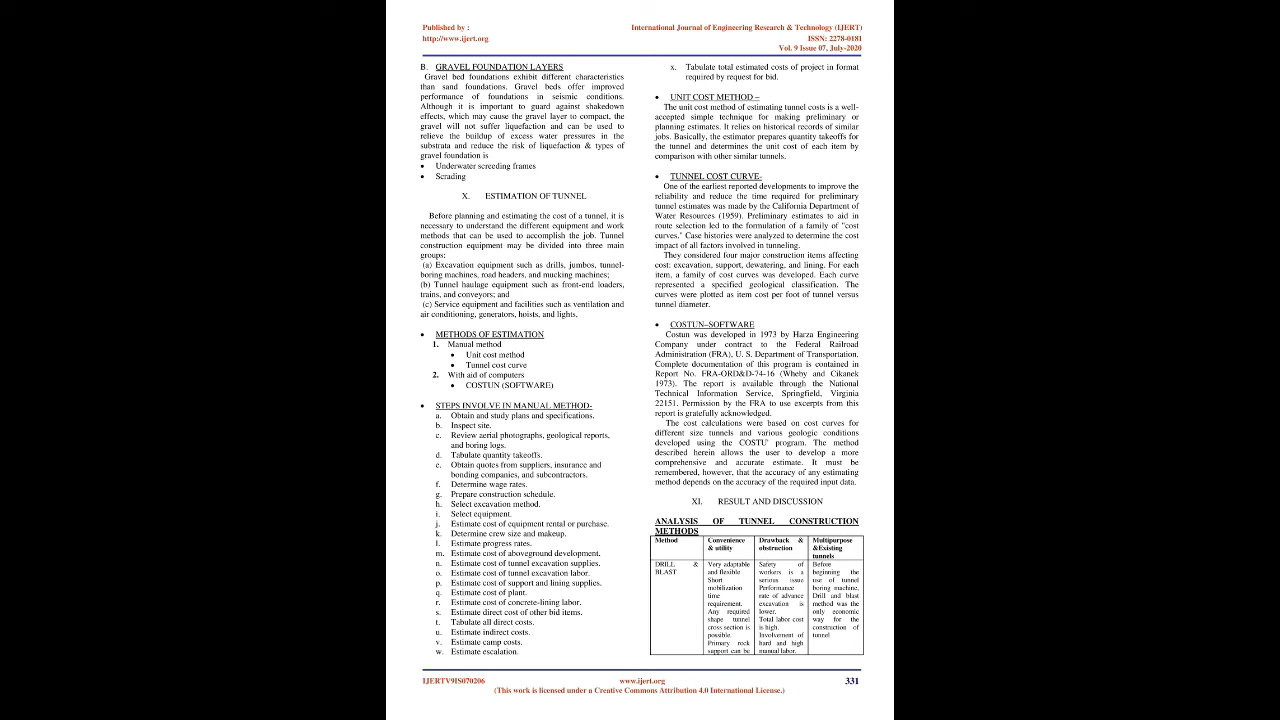 Published by :
http://www.ijert.org
International Journal of Engineering Research & Technology (IJERT)
ISSN: 2278-0181
Vol. 9 Issue 07, July-2020
B. GRAVEL FOUNDATION LAYERS
Gravel bed foundations exhibit different characteristics
than sand foundations. Gravel beds offer improved
performance of foundations in seismic conditions.
Although it is important to guard against shakedown
effects, which may cause the gravel layer to compact, the
gravel will not suffer liquefaction and can be used to
relieve the buildup of excess water pressures in the
substrata and reduce the risk of liquefaction & types of
gravel foundation is
• Underwater screeding frames
• Scrading
X. ESTIMATION OF TUNNEL
Before planning and estimating the cost of a tunnel, it is
necessary to understand the different equipment and work
methods that can be used to accomplish the job. Tunnel
construction equipment may be divided into three main
groups:
(a) Excavation equipment such as drills, jumbos, tunnel-
boring machines, road headers, and mucking machines;
(b) Tunnel haulage equipment such as front-end loaders,
trains, and conveyors; and
(c) Service equipment and facilities such as ventilation and
air conditioning, generators, hoists, and lights.
• METHODS OF ESTIMATION
1. Manual method
• Unit cost method
• Tunnel cost curve
2. With aid of computers
• COSTUN (SOFTWARE)
• STEPS INVOLVE IN MANUAL METHOD-
a. Obtain and study plans and specifications.
b. Inspect site.
c. Review aerial photographs, geological reports,
and boring logs.
d. Tabulate quantity takeoffs.
e. Obtain quotes from suppliers, insurance and
bonding companies, and subcontractors.
f. Determine wage rates.
g. Prepare construction schedule.
h. Select excavation method.
i. Select equipment.
j. Estimate cost of equipment rental or purchase.
k. Determine crew size and makeup.
l. Estimate progress rates.
m. Estimate cost of aboveground development.
n. Estimate cost of tunnel excavation supplies.
o. Estimate cost of tunnel excavation labor.
p. Estimate cost of support and lining supplies.
q. Estimate cost of plant.
r. Estimate cost of concrete-lining labor.
s. Estimate direct cost of other bid items.
t. Tabulate all direct costs.
u. Estimate indirect costs.
v. Estimate camp costs.
w. Estimate escalation.
x. Tabulate total estimated costs of project in format
required by request for bid.
• UNIT COST METHOD –
The unit cost method of estimating tunnel costs is a well-
accepted simple technique for making preliminary or
planning estimates. It relies on historical records of similar
jobs. Basically, the estimator prepares quantity takeoffs for
the tunnel and determines the unit cost of each item by
comparison with other similar tunnels.
• TUNNEL COST CURVE-
One of the earliest reported developments to improve the
reliability and reduce the time required for preliminary
tunnel estimates was made by the California Department of
Water Resources (1959). Preliminary estimates to aid in
route selection led to the formulation of a family of "cost
curves." Case histories were analyzed to determine the cost
impact of all factors involved in tunneling.
They considered four major construction items affecting
cost: excavation, support, dewatering, and lining. For each
item, a family of cost curves was developed. Each curve
represented a specified geological classification. The
curves were plotted as item cost per foot of tunnel versus
tunnel diameter.
• COSTUN–SOFTWARE
Costun was developed in 1973 by Harza Engineering
Company under contract to the Federal Railroad
Administration (FRA), U. S. Department of Transportation.
Complete documentation of this program is contained in
Report No. FRA-ORD&D-74-16 (Wheby and Cikanek
1973). The report is available through the National
Technical Information Service, Springfield, Virginia
22151. Permission by the FRA to use excerpts from this
report is gratefully acknowledged.
The cost calculations were based on cost curves for
different size tunnels and various geologic conditions
developed using the COSTU' program. The method
described herein allows the user to develop a more
comprehensive and accurate estimate. It must be
remembered, however, that the accuracy of any estimating
method depends on the accuracy of the required input data.
XI. RESULT AND DISCUSSION
ANALYSIS OF TUNNEL CONSTRUCTION
METHODS
Method
Convenience
& utility
Drawback &
obstruction
Multipurpose
&Existing
tunnels
DRILL &
BLAST
Very adaptable
and flexible
Short
mobilization
time
requirement.
Any required
shape tunnel
cross section is
possible.
Primary rock
support can be
Safety of
workers is a
serious issue
Performance
rate of advance
excavation is
lower.
Total labor cost
is high.
Involvement of
hard and high
manual labor.
Before
beginning the
use of tunnel
boring machine,
Drill and blast
method was the
only economic
way for the
construction of
tunnel
IJERTV9IS070206
www.ijert.org
331
(This work is licensed under a Creative Commons Attribution 4.0 International License.)